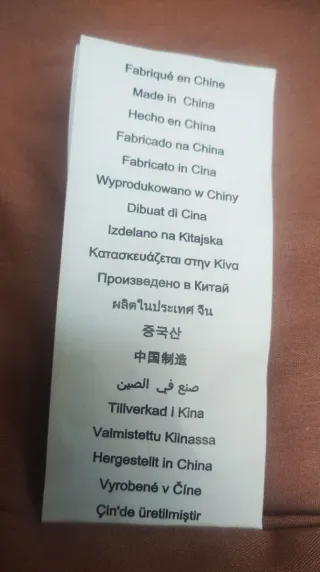 Fabriqué en Chine
Made in China
Hecho en China
Fabricado na China
Fabbricato in Cina
Wyprodukowano w Chiny
Dibuat di Cina
Izdelano na Kitajska
Κατασκευάζεται στην Κίνα
Произведено в Китай
ผลิตในประเทศ จีน
중국산
中国制造
صنع في الصين
Tillverkad i Kina
Valmistettu Kiinassa
Hergestellt in China
Vyrobené v Číne
Çin'de üretilmiştir